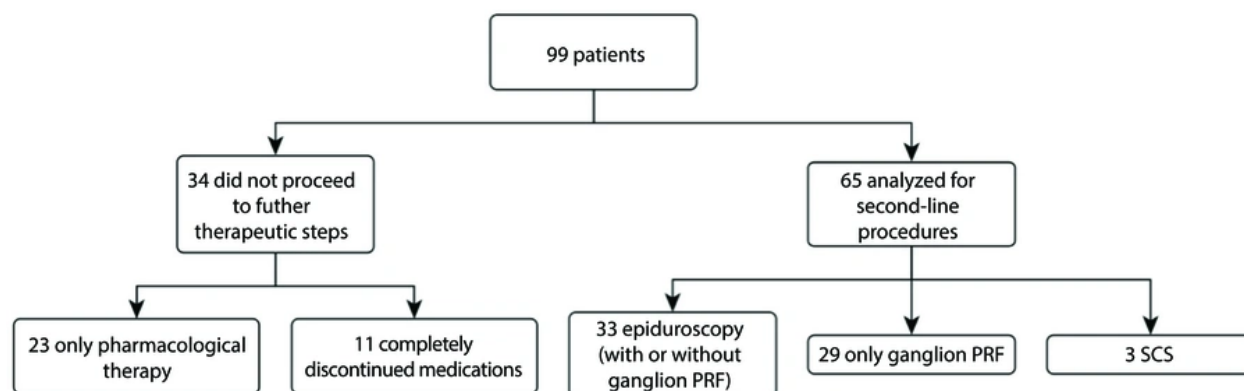 99 patients
34 did not proceed
to futher
therapeutic steps
65 analyzed for
second-line
procedures
23 only pharmacological
therapy
11 completely
discontinued medications
33 epiduroscopy
(with or without
ganglion PRF)
29 only ganglion PRF
3 SCS